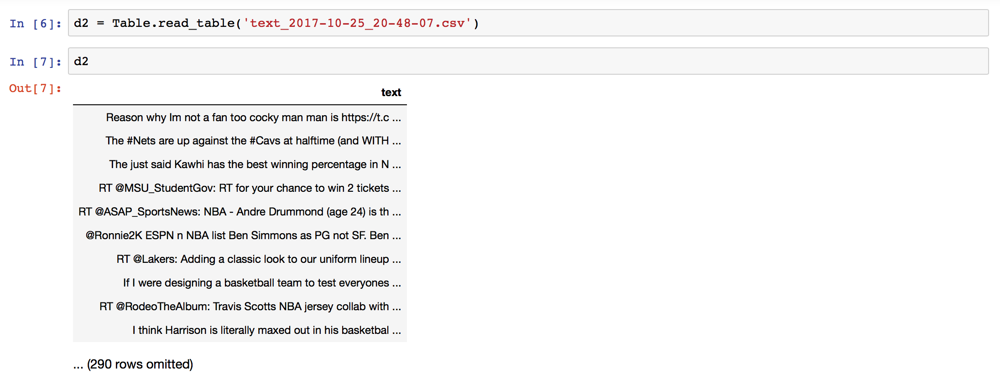 In [6]: d2 = Table.read_table('text_2017-10-25_20-48-07.csv')
In [7]: d2
Out[7]:
text
Reason why Im not a fan too cocky man man is https://t.c ...
The #Nets are up against the #Cavs at halftime (and WITH ...
The just said Kawhi has the best winning percentage in N ...
RT @MSU_StudentGov: RT for your chance to win 2 tickets ...
RT @ASAP_SportsNews: NBA - Andre Drummond (age 24) is th ...
@Ronnie2K ESPN n NBA list Ben Simmons as PG not SF. Ben ...
RT @Lakers: Adding a classic look to our uniform lineup ...
If I were designing a basketball team to test everyones ...
RT @RodeoTheAlbum: Travis Scotts NBA jersey collab with ...
I think Harrison is literally maxed out in his basketbal ...
... (290 rows omitted)